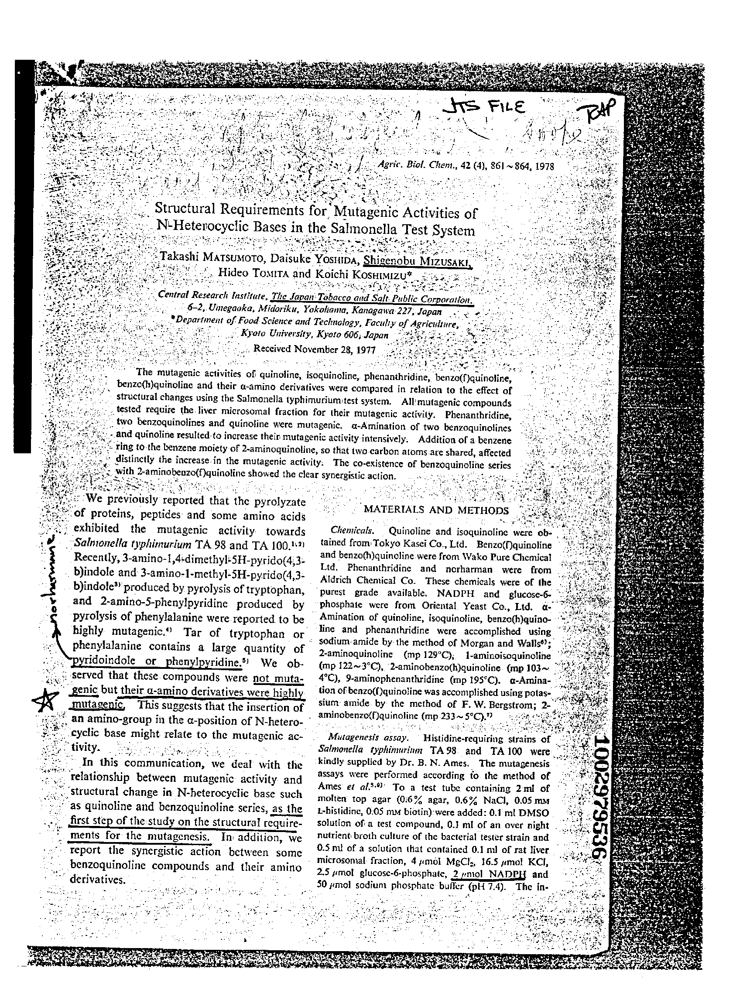 JTS FILE
Agric. Biol. Chem., 42 (4), 861~864, 1978
Structural Requirements for Mutagenic Activities of
N-Heterocyclic Bases in the Salmonella Test System
Takashi MATSUMOTO, Daisuke YOSHIDA, Shigenobu MIZUSAKI,
Hideo TOMITA and Koichi KOSHIMIZU*
Central Research Institute, The Japan Tobacco and Salt Public Corporation,
6–2, Umegaoka, Midoriku, Yokohama, Kanagawa 227, Japan
*Department of Food Science and Technology, Faculty of Agriculture,
Kyoto University, Kyoto 606, Japan
Received November 28, 1977
The mutagenic activities of quinoline, isoquinoline, phenanthridine, benzo(f)quinoline,
benzo(h)quinoline and their α-amino derivatives were compared in relation to the effect of
structural changes using the Salmonella typhimurium test system. All mutagenic compounds
tested require the liver microsomal fraction for their mutagenic activity. Phenanthridine,
two benzoquinolines and quinoline were mutagenic. α-Amination of two benzoquinolines
and quinoline resulted to increase their mutagenic activity intensively. Addition of a benzene
ring to the benzene moiety of 2-aminoquinoline, so that two carbon atoms are shared, affected
distinctly the increase in the mutagenic activity. The co-existence of benzoquinoline series
with 2-aminobenzo(f)quinoline showed the clear synergistic action.
We previously reported that the pyrolyzate
of proteins, peptides and some amino acids
exhibited the mutagenic activity towards
Salmonella typhimurium TA 98 and TA 100.¹,²)
Recently, 3-amino-1,4-dimethyl-5H-pyrido(4,3-
b)indole and 3-amino-1-methyl-5H-pyrido(4,3-
b)indole³) produced by pyrolysis of tryptophan,
and 2-amino-5-phenylpyridine produced by
pyrolysis of phenylalanine were reported to be
highly mutagenic.⁴) Tar of tryptophan or
phenylalanine contains a large quantity of
pyridoindole or phenylpyridine.⁵) We ob-
served that these compounds were not muta-
genic but their α-amino derivatives were highly
mutagenic. This suggests that the insertion of
an amino-group in the α-position of N-hetero-
cyclic base might relate to the mutagenic ac-
tivity.
In this communication, we deal with the
relationship between mutagenic activity and
structural change in N-heterocyclic base such
as quinoline and benzoquinoline series, as the
first step of the study on the structural require-
ments for the mutagenesis. In addition, we
report the synergistic action between some
benzoquinoline compounds and their amino
derivatives.
norharmane
MATERIALS AND METHODS
Chemicals. Quinoline and isoquinoline were ob-
tained from Tokyo Kasei Co., Ltd. Benzo(f)quinoline
and benzo(h)quinoline were from Wako Pure Chemical
Ltd. Phenanthridine and norharman were from
Aldrich Chemical Co. These chemicals were of the
purest grade available. NADPH and glucose-6-
phosphate were from Oriental Yeast Co., Ltd. α-
Amination of quinoline, isoquinoline, benzo(h)quino-
line and phenanthridine were accomplished using
sodium amide by the method of Morgan and Walls⁶);
2-aminoquinoline (mp 129°C), 1-aminoisoquinoline
(mp 122~3°C), 2-aminobenzo(h)quinoline (mp 103~
4°C), 9-aminophenanthridine (mp 195°C). α-Amina-
tion of benzo(f)quinoline was accomplished using potas-
sium amide by the method of F. W. Bergstrom; 2-
aminobenzo(f)quinoline (mp 233~5°C).⁷)
Mutagenesis assay. Histidine-requiring strains of
Salmonella typhimurium TA 98 and TA 100 were
kindly supplied by Dr. B. N. Ames. The mutagenesis
assays were performed according to the method of
Ames et al.
To a test tube containing 2 ml of
molten top agar (0.6% agar, 0.6% NaCl, 0.05 mM
L-histidine, 0.05 mM biotin) were added: 0.1 ml DMSO
solution of a test compound, 0.1 ml of an over night
nutrient broth culture of the bacterial tester strain and
0.5 ml of a solution that contained 0.1 ml of rat liver
microsomal fraction, 4 μmol MgCl₂, 16.5 μmol KCl,
2.5 μmol glucose-6-phosphate, 2 μmol NADPH and
50 μmol sodium phosphate buffer (pH 7.4). The in-
1002979536